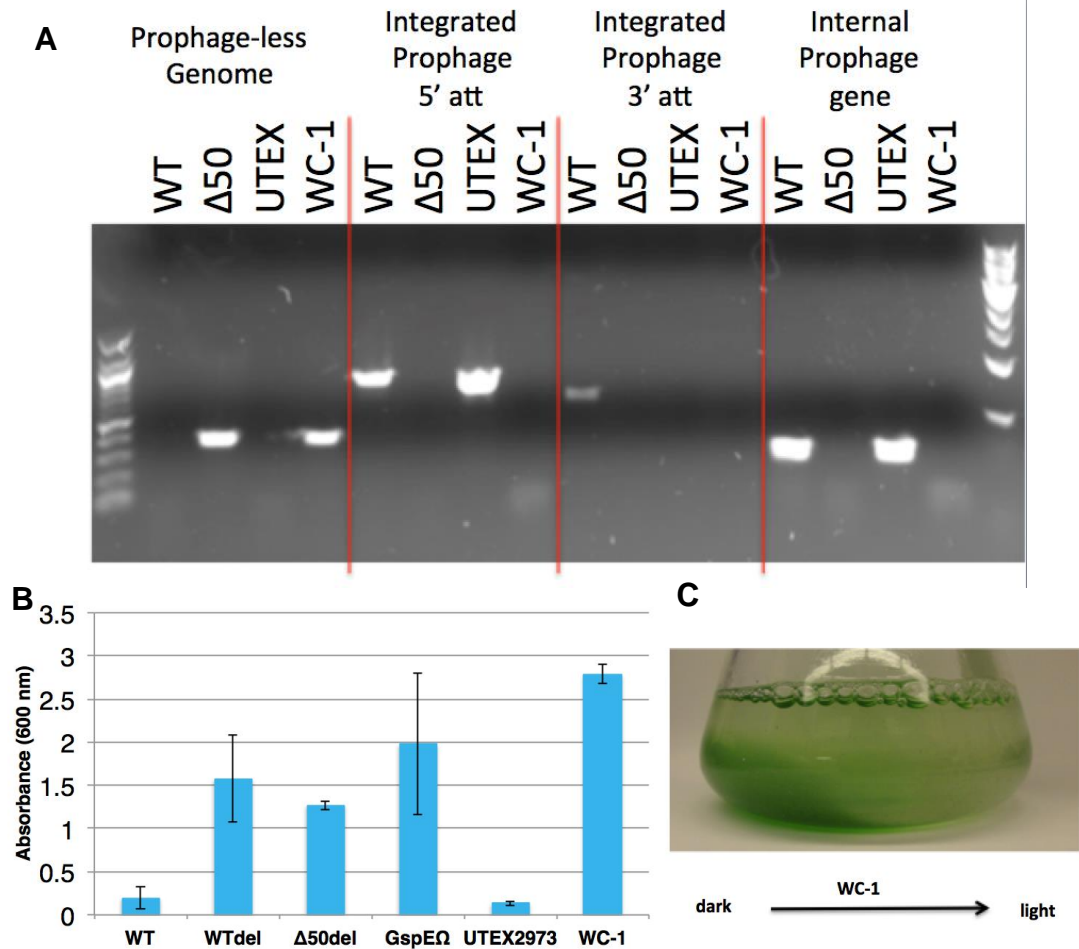 A
Prophage-less
Genome
Integrated
Prophage
5’ att
Integrated
Prophage
3’ att
Internal
Prophage
gene
WT
Δ50
UTEX
WC-1
WT
Δ50
UTEX
WC-1
WT
Δ50
UTEX
WC-1
WT
Δ50
UTEX
WC-1
B
Absorbance (600 nm)
3.5
3
2.5
2
1.5
1
0.5
0
WT
WTdel
Δ50del
GspEΩ
UTEX2973
WC-1
C
WC-1
dark
light